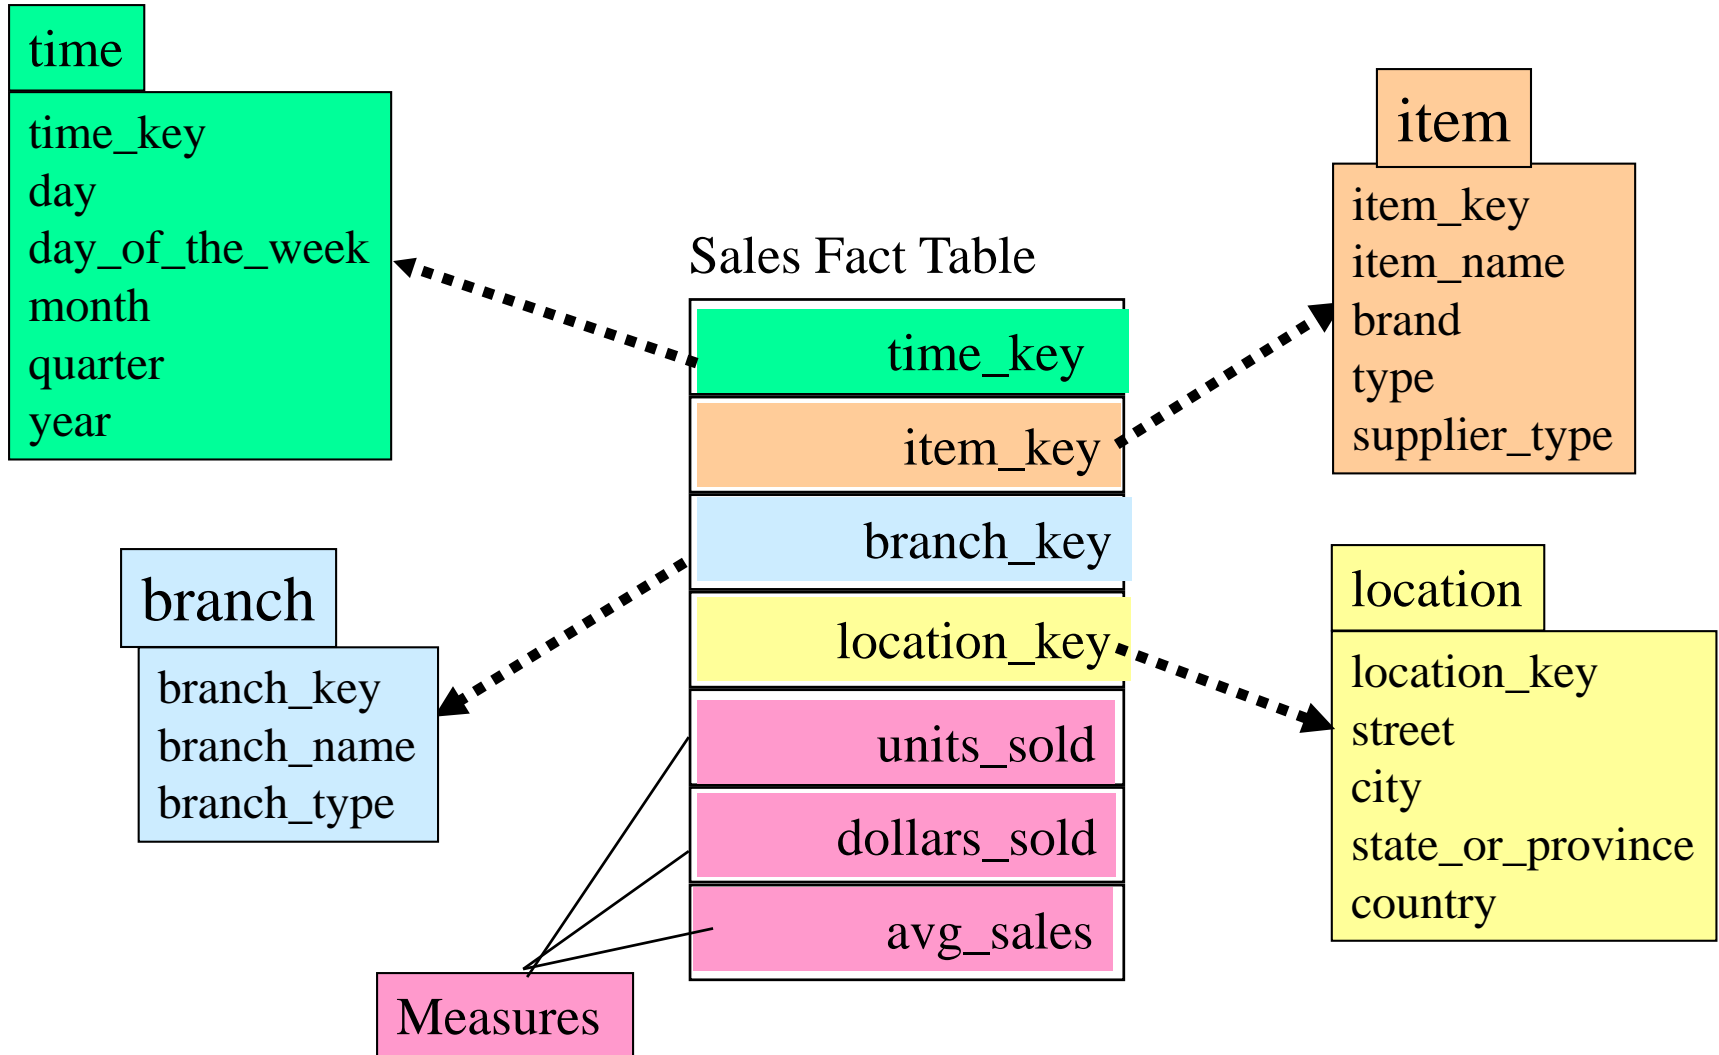 time
time_key
day
day_of_the_week
month
quarter
year
item
item_key
item_name
brand
type
supplier_type
Sales Fact Table
time_key
item_key
branch_key
location_key
units_sold
dollars_sold
avg_sales
branch
branch_key
branch_name
branch_type
location
location_key
street
city
state_or_province
country
Measures